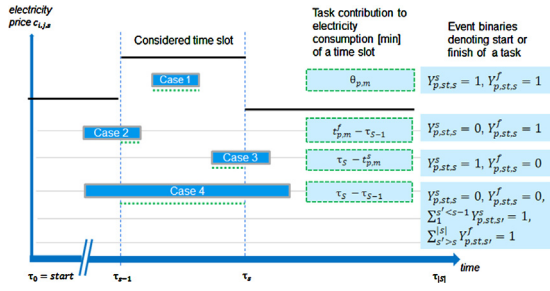 electricity
price c_{i,j,s}
Considered time slot
Task contribution to
electricity
consumption [min]
of a time slot
Event binaries
denoting start or
finish of a task
Case 1
θ_{p,m}
Y^s_{p,st,s} = 1, Y^f_{p,st,s} = 1
Case 2
t^f_{p,m} − τ_{S−1}
Y^s_{p,st,s} = 0, Y^f_{p,st,s} = 1
Case 3
τ_S − t^s_{p,m}
Y^s_{p,st,s} = 1, Y^f_{p,st,s} = 0
Case 4
τ_S − τ_{S−1}
Y^s_{p,st,s} = 0, Y^f_{p,st,s} = 0,
∑_1^{s'<s−1} Y^s_{p,st,s'} = 1,
∑_{s'>s}^{|s|} Y^f_{p,st,s'} = 1
τ_0 = start
τ_{s−1}
τ_s
τ_{|S|}
time